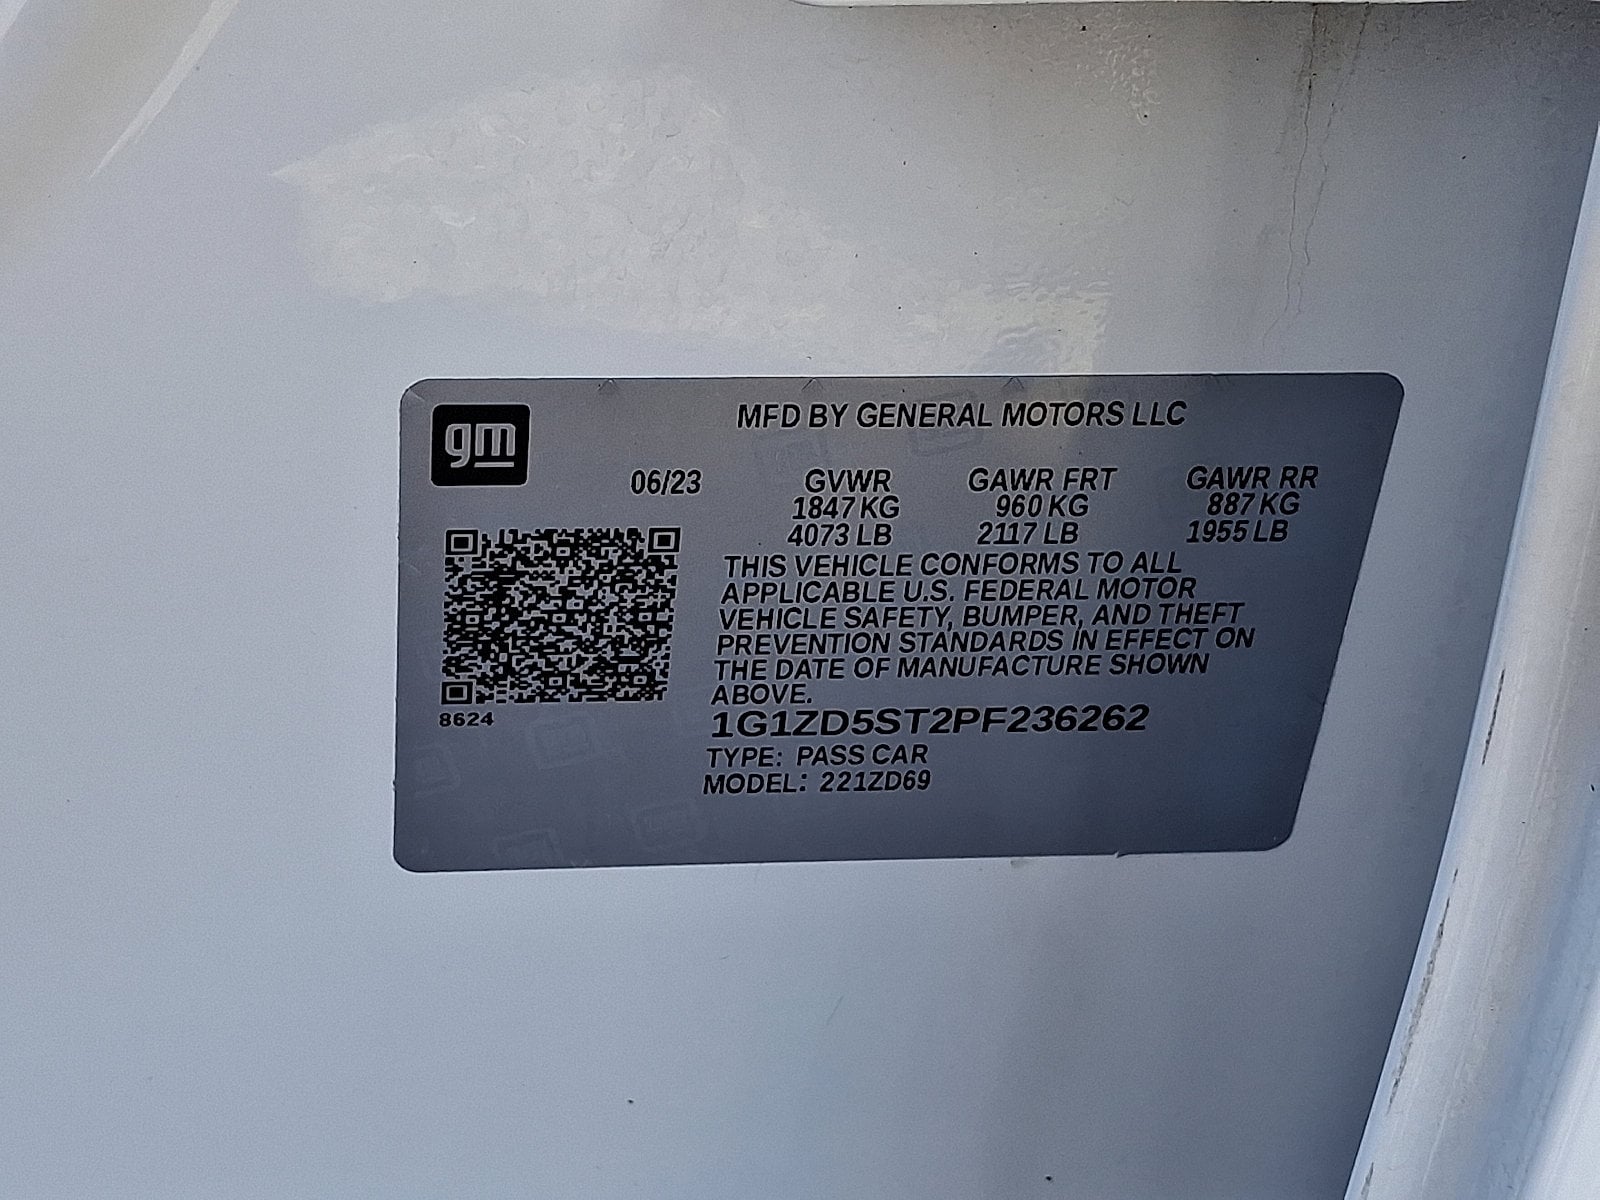 gm
MFD BY GENERAL MOTORS LLC
06/23 GVWR GAWR FRT GAWR RR
1847 KG 960 KG 887 KG
4073 LB 2117 LB 1955 LB
THIS VEHICLE CONFORMS TO ALL
APPLICABLE U.S. FEDERAL MOTOR
VEHICLE SAFETY, BUMPER, AND THEFT
PREVENTION STANDARDS IN EFFECT ON
THE DATE OF MANUFACTURE SHOWN
ABOVE.
8624
1G1ZD5ST2PF236262
TYPE: PASS CAR
MODEL: 221ZD69